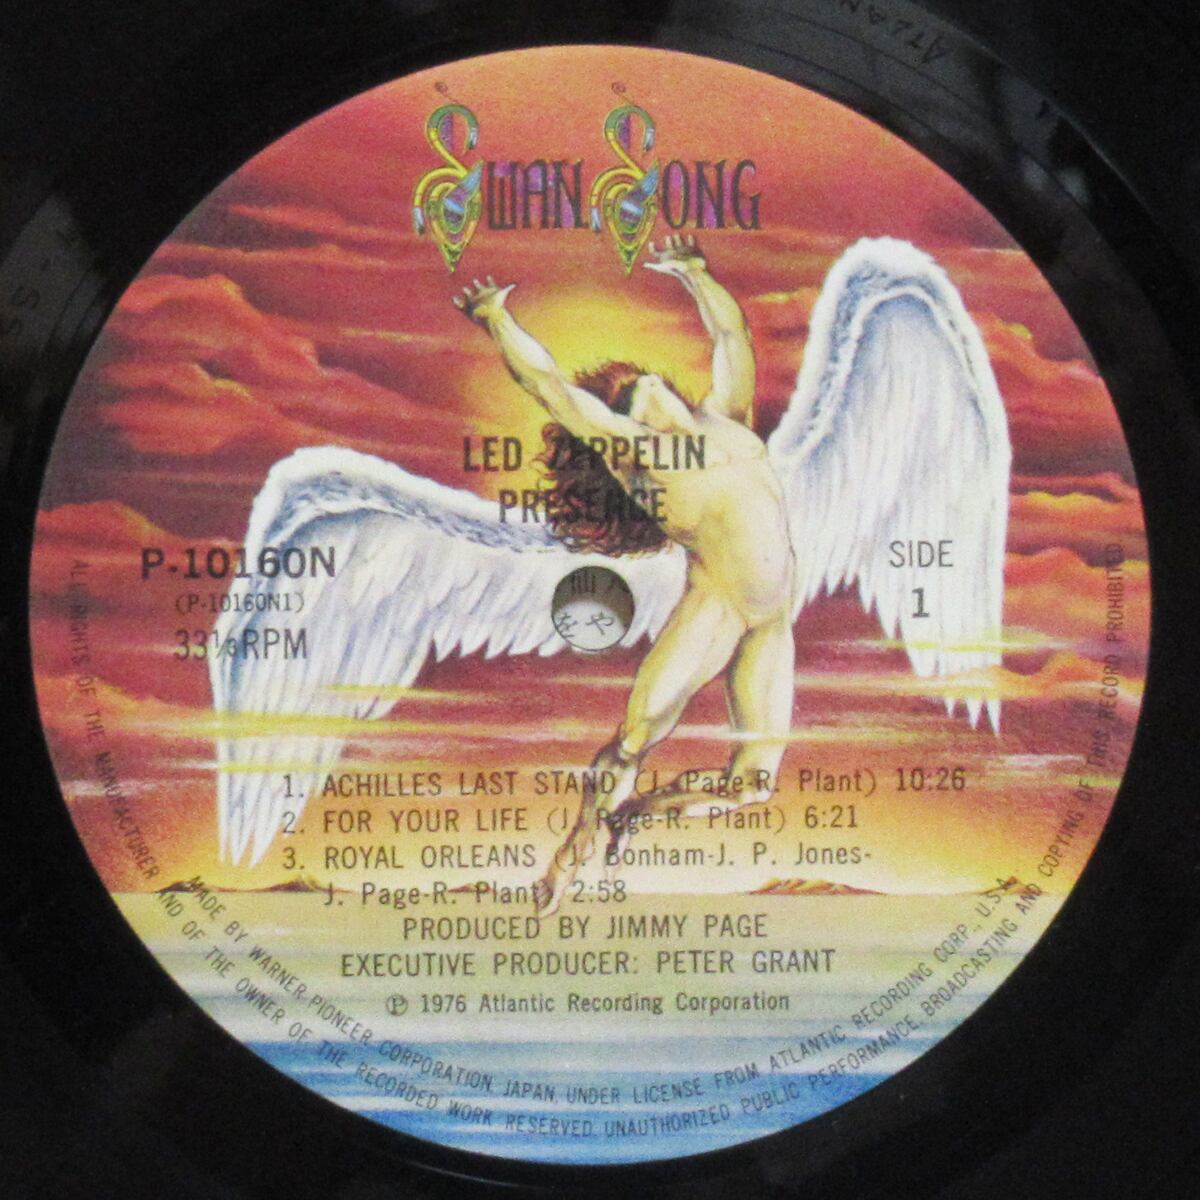 SWAN SONG
LED ZEPPELIN
PRESENCE
P-10160N
(P-10160N1)
33⅓RPM
SIDE
1
1. ACHILLES LAST STAND (J. Page-R. Plant) 10:26
2. FOR YOUR LIFE (J. Page-R. Plant) 6:21
3. ROYAL ORLEANS (J. Bonham-J. P. Jones-
J. Page-R. Plant) 2:58
PRODUCED BY JIMMY PAGE
EXECUTIVE PRODUCER: PETER GRANT
℗ 1976 Atlantic Recording Corporation
MADE BY WARNER-PIONEER CORPORATION, JAPAN, UNDER LICENSE FROM ATLANTIC RECORDING CORP., U.S.A.
ALL RIGHTS OF THE MANUFACTURER AND OF THE OWNER OF THE RECORDED WORK RESERVED. UNAUTHORIZED PUBLIC PERFORMANCE, BROADCASTING AND COPYING OF THIS RECORD PROHIBITED